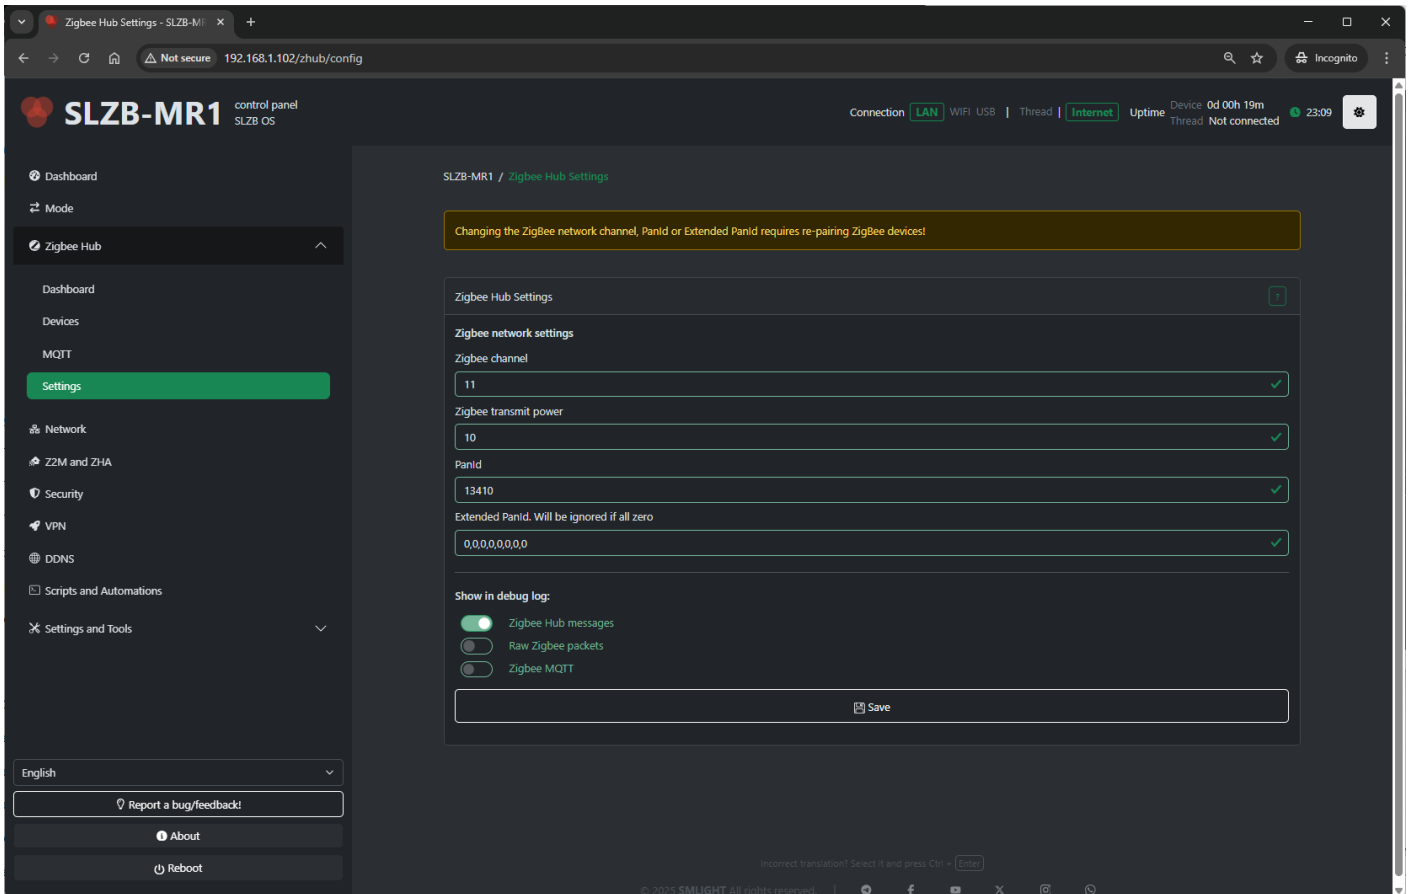 Zigbee Hub Settings - SLZB-MR
Not secure 192.168.1.102/zhub/config
Incognito
SLZB-MR1 control panel
SLZB OS
Connection LAN WIFI USB | Thread | Internet Uptime Device 0d 00h 19m
Thread Not connected
23:09
Dashboard
Mode
Zigbee Hub
Dashboard
Devices
MQTT
Settings
Network
Z2M and ZHA
Security
VPN
DDNS
Scripts and Automations
Settings and Tools
English
Report a bug/feedback!
About
Reboot
SLZB-MR1 / Zigbee Hub Settings
Changing the ZigBee network channel, PanId or Extended PanId requires re-pairing ZigBee devices!
Zigbee Hub Settings
↑
Zigbee network settings
Zigbee channel
11
Zigbee transmit power
10
PanId
13410
Extended PanId. Will be ignored if all zero
0,0,0,0,0,0,0,0
Show in debug log:
Zigbee Hub messages
Raw Zigbee packets
Zigbee MQTT
Save
Incorrect translation? Select it and press Ctrl + Enter
© 2025 SMLIGHT All rights reserved. |